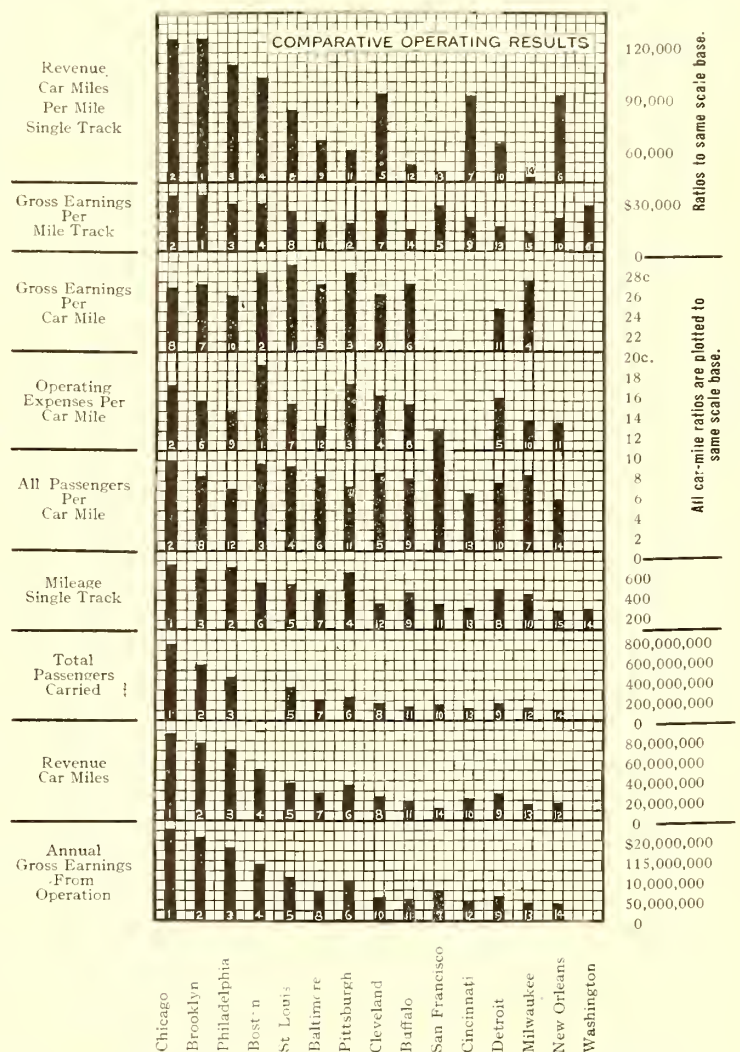 COMPARATIVE OPERATING RESULTS
Revenue
Car Miles
Per Mile
Single Track
Gross Earnings
Per
Mile Track
Gross Earnings
Per
Car Mile
Operating
Expenses Per
Car Mile
All Passengers
Per
Car Mile
Mileage
Single Track
Total
Passengers
Carried
Revenue
Car Miles
Annual
Gross Earnings
From
Operation
120,000
90,000
60,000
$30,000
0
28c
26
24
22
20c.
18
16
14
12
10
8
6
4
2
0
600
400
200
800,000,000
600,000,000
400,000,000
200,000,000
0
80,000,000
60,000,000
40,000,000
20,000,000
0
$20,000,000
115,000,000
10,000,000
50,000,000
0
Ratios to same scale base.
All car-mile ratios are plotted to
same scale base.
Chicago
Brooklyn
Philadelphia
Bost n
St Louis
Baltimore
Pittsburgh
Cleveland
Buffalo
San Francisco
Cincinnati
Detroit
Milwaukee
New Orleans
Washington